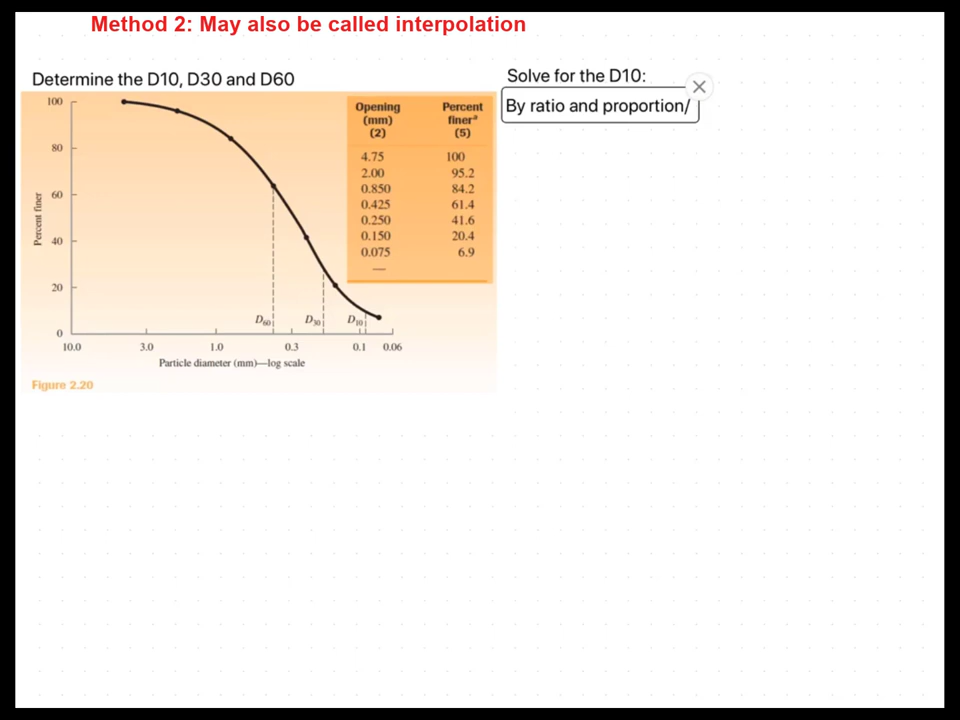 Method 2: May also be called interpolation
Determine the D10, D30 and D60
Solve for the D10:
By ratio and proportion/
Opening (mm) (2)
Percent finerᵃ (5)
4.75 100
2.00 95.2
0.850 84.2
0.425 61.4
0.250 41.6
0.150 20.4
0.075 6.9
—
Percent finer
100
80
60
40
20
0
D60
D30
D10
10.0 3.0 1.0 0.3 0.1 0.06
Particle diameter (mm)—log scale
Figure 2.20